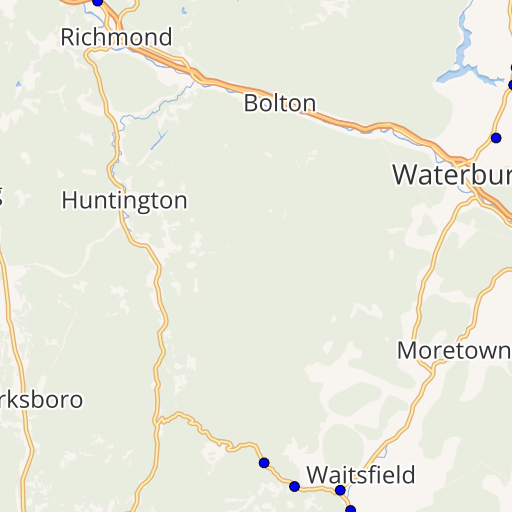 Richmond
Bolton
Waterbur
Huntington
g
Moretown
rksboro
Waitsfield